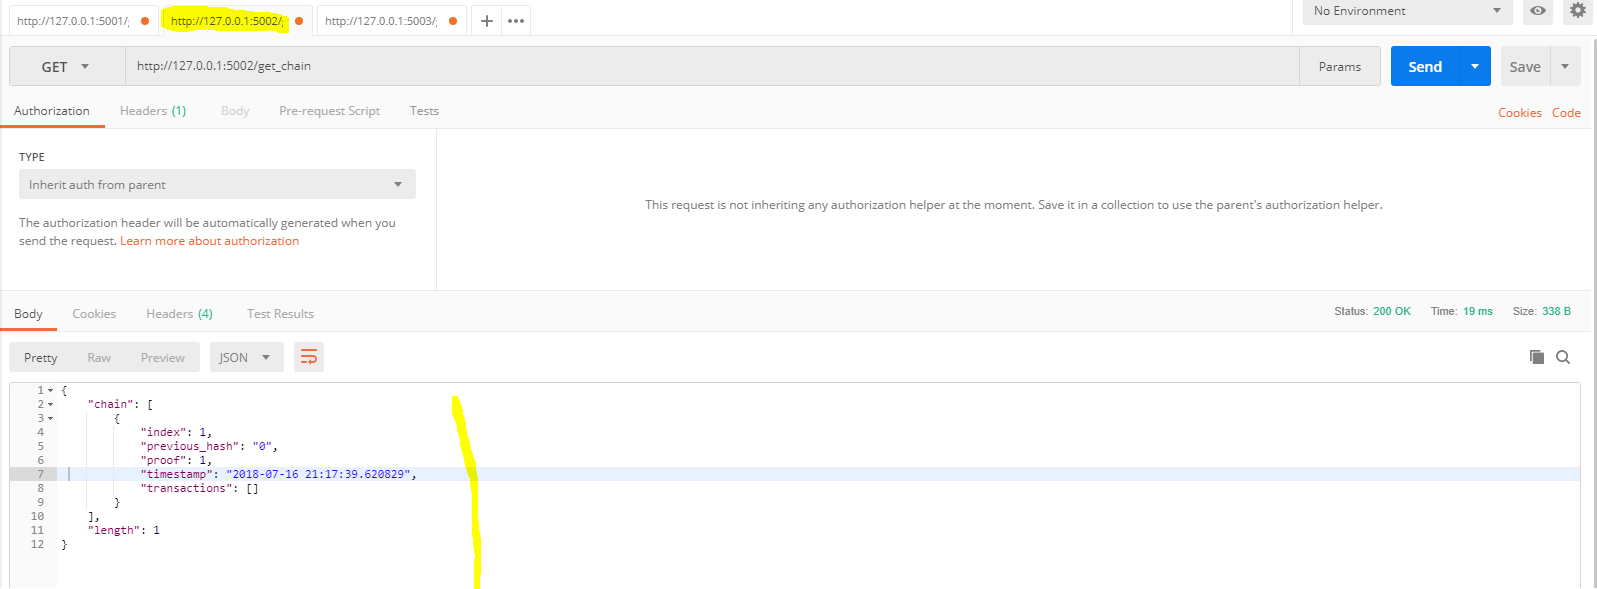 http://127.0.0.1:5001/g http://127.0.0.1:5002/g http://127.0.0.1:5003/g No Environment
GET http://127.0.0.1:5002/get_chain Params Send Save
Authorization Headers (1) Body Pre-request Script Tests Cookies Code
TYPE
Inherit auth from parent
This request is not inheriting any authorization helper at the moment. Save it in a collection to use the parent's authorization helper.
The authorization header will be automatically generated when you
send the request. Learn more about authorization
Body Cookies Headers (4) Test Results Status: 200 OK Time: 19 ms Size: 338 B
Pretty Raw Preview JSON
1 {
2 "chain": [
3 {
4 "index": 1,
5 "previous_hash": "0",
6 "proof": 1,
7 "timestamp": "2018-07-16 21:17:39.620829",
8 "transactions": []
9 }
10 ],
11 "length": 1
12 }